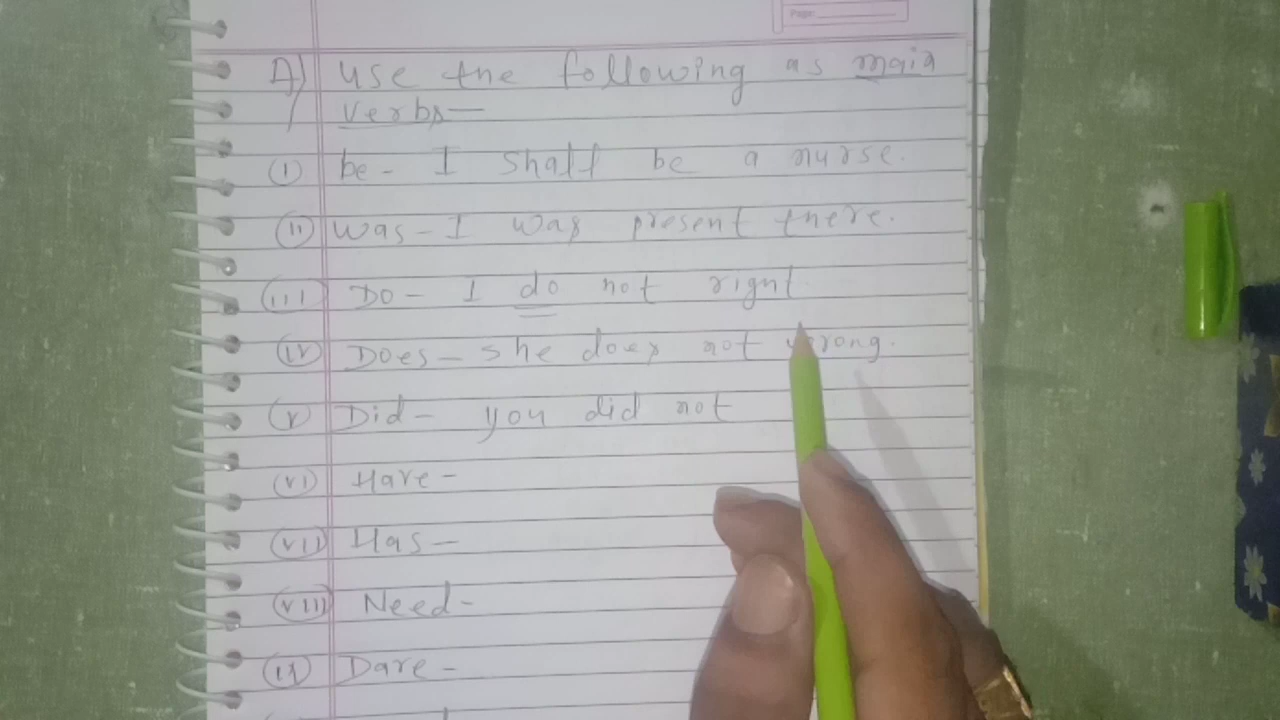 Page:
A) Use the following as main
verbs—
(i) be - I shall be a nurse.
(ii) Was - I was present there.
(iii) Do - I do not right.
(iv) Does - She does not wrong.
(v) Did - you did not
(vi) Have -
(vii) Has -
(viii) Need -
(ix) Dare -